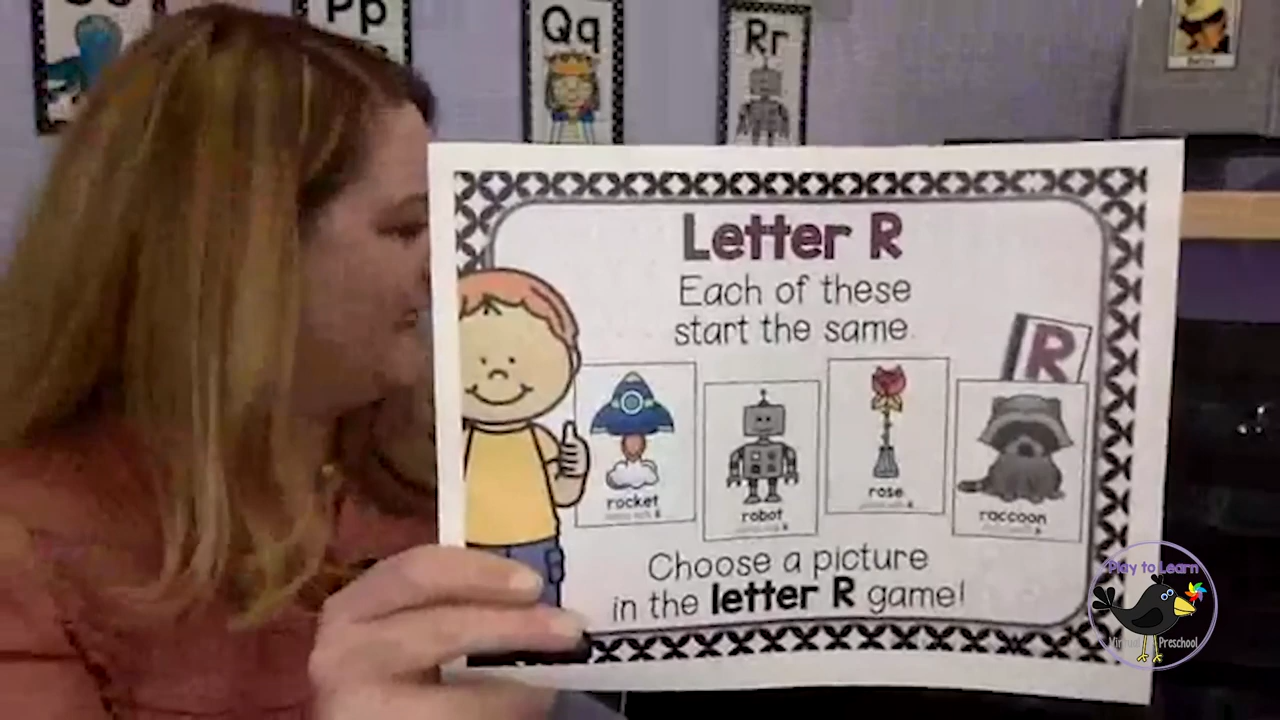 Pp
Qq
Rr
Letter R
Each of these
start the same.
R
rocket
robot
rose
raccoon
Choose a picture
in the letter R game!
Play to Learn
Preschool